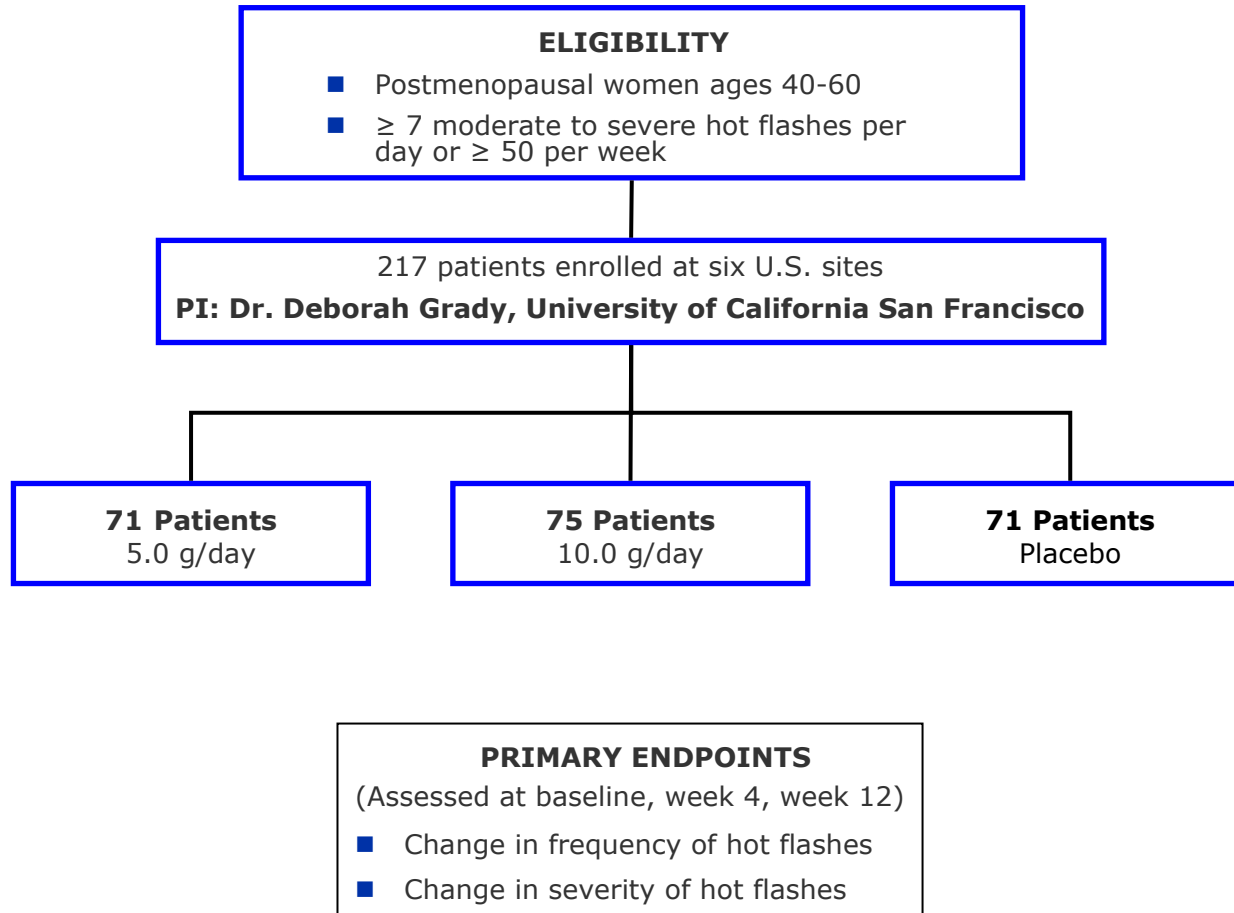 ELIGIBILITY
■ Postmenopausal women ages 40-60
■ ≥ 7 moderate to severe hot flashes per
day or ≥ 50 per week
217 patients enrolled at six U.S. sites
PI: Dr. Deborah Grady, University of California San Francisco
71 Patients
5.0 g/day
75 Patients
10.0 g/day
71 Patients
Placebo
PRIMARY ENDPOINTS
(Assessed at baseline, week 4, week 12)
■ Change in frequency of hot flashes
■ Change in severity of hot flashes